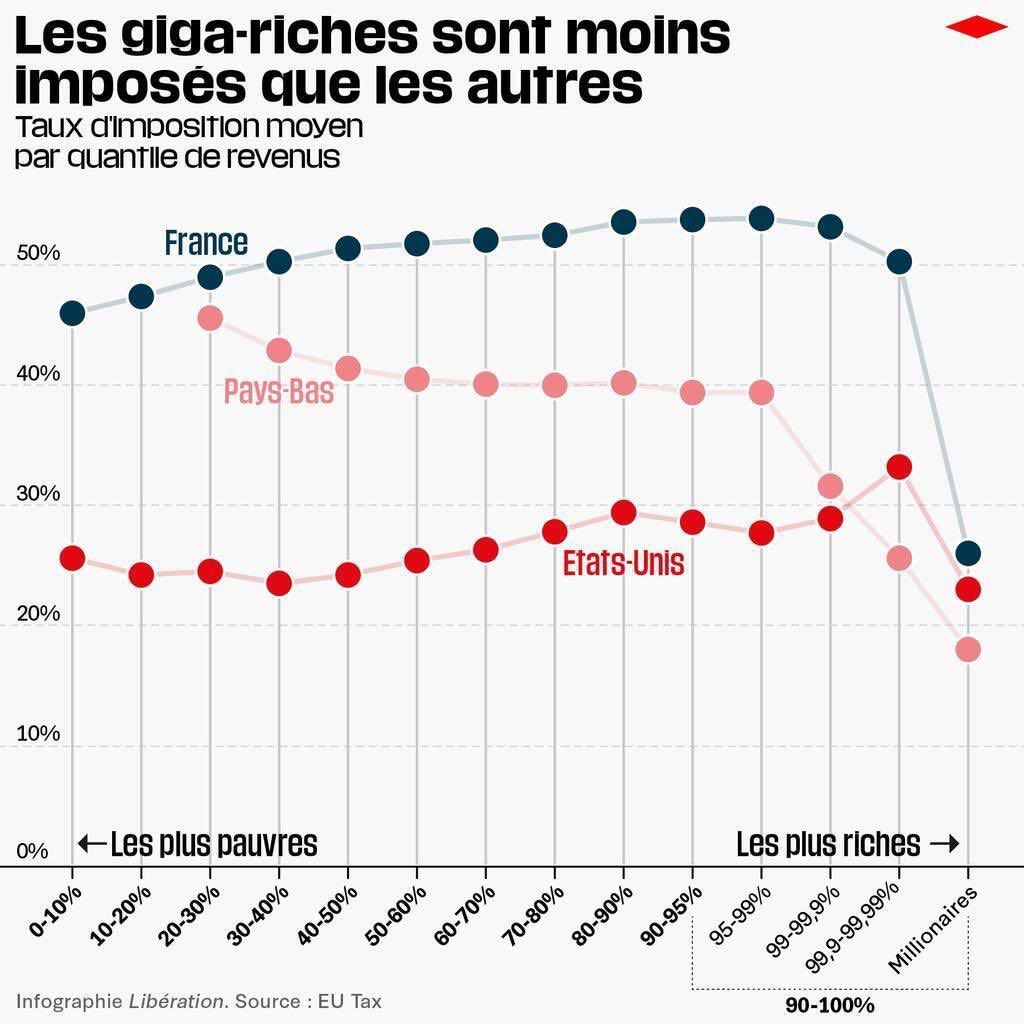 Les giga-riches sont moins
imposés que les autres
Taux d'imposition moyen
par quantile de revenus
France
50%
40%
Pays-Bas
30%
Etats-Unis
20%
10%
0%
←Les plus pauvres
Les plus riches →
0-10%
10-20%
20-30%
30-40%
40-50%
50-60%
60-70%
70-80%
80-90%
90-95%
95-99%
99-99,9%
99,9-99,99%
Millionaires
90-100%
Infographie Libération. Source : EU Tax